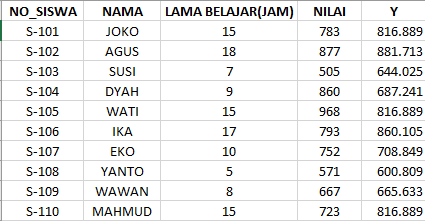 NO_SISWA NAMA LAMA BELAJAR(JAM) NILAI Y
S-101 JOKO 15 783 816.889
S-102 AGUS 18 877 881.713
S-103 SUSI 7 505 644.025
S-104 DYAH 9 860 687.241
S-105 WATI 15 968 816.889
S-106 IKA 17 793 860.105
S-107 EKO 10 752 708.849
S-108 YANTO 5 571 600.809
S-109 WAWAN 8 667 665.633
S-110 MAHMUD 15 723 816.889